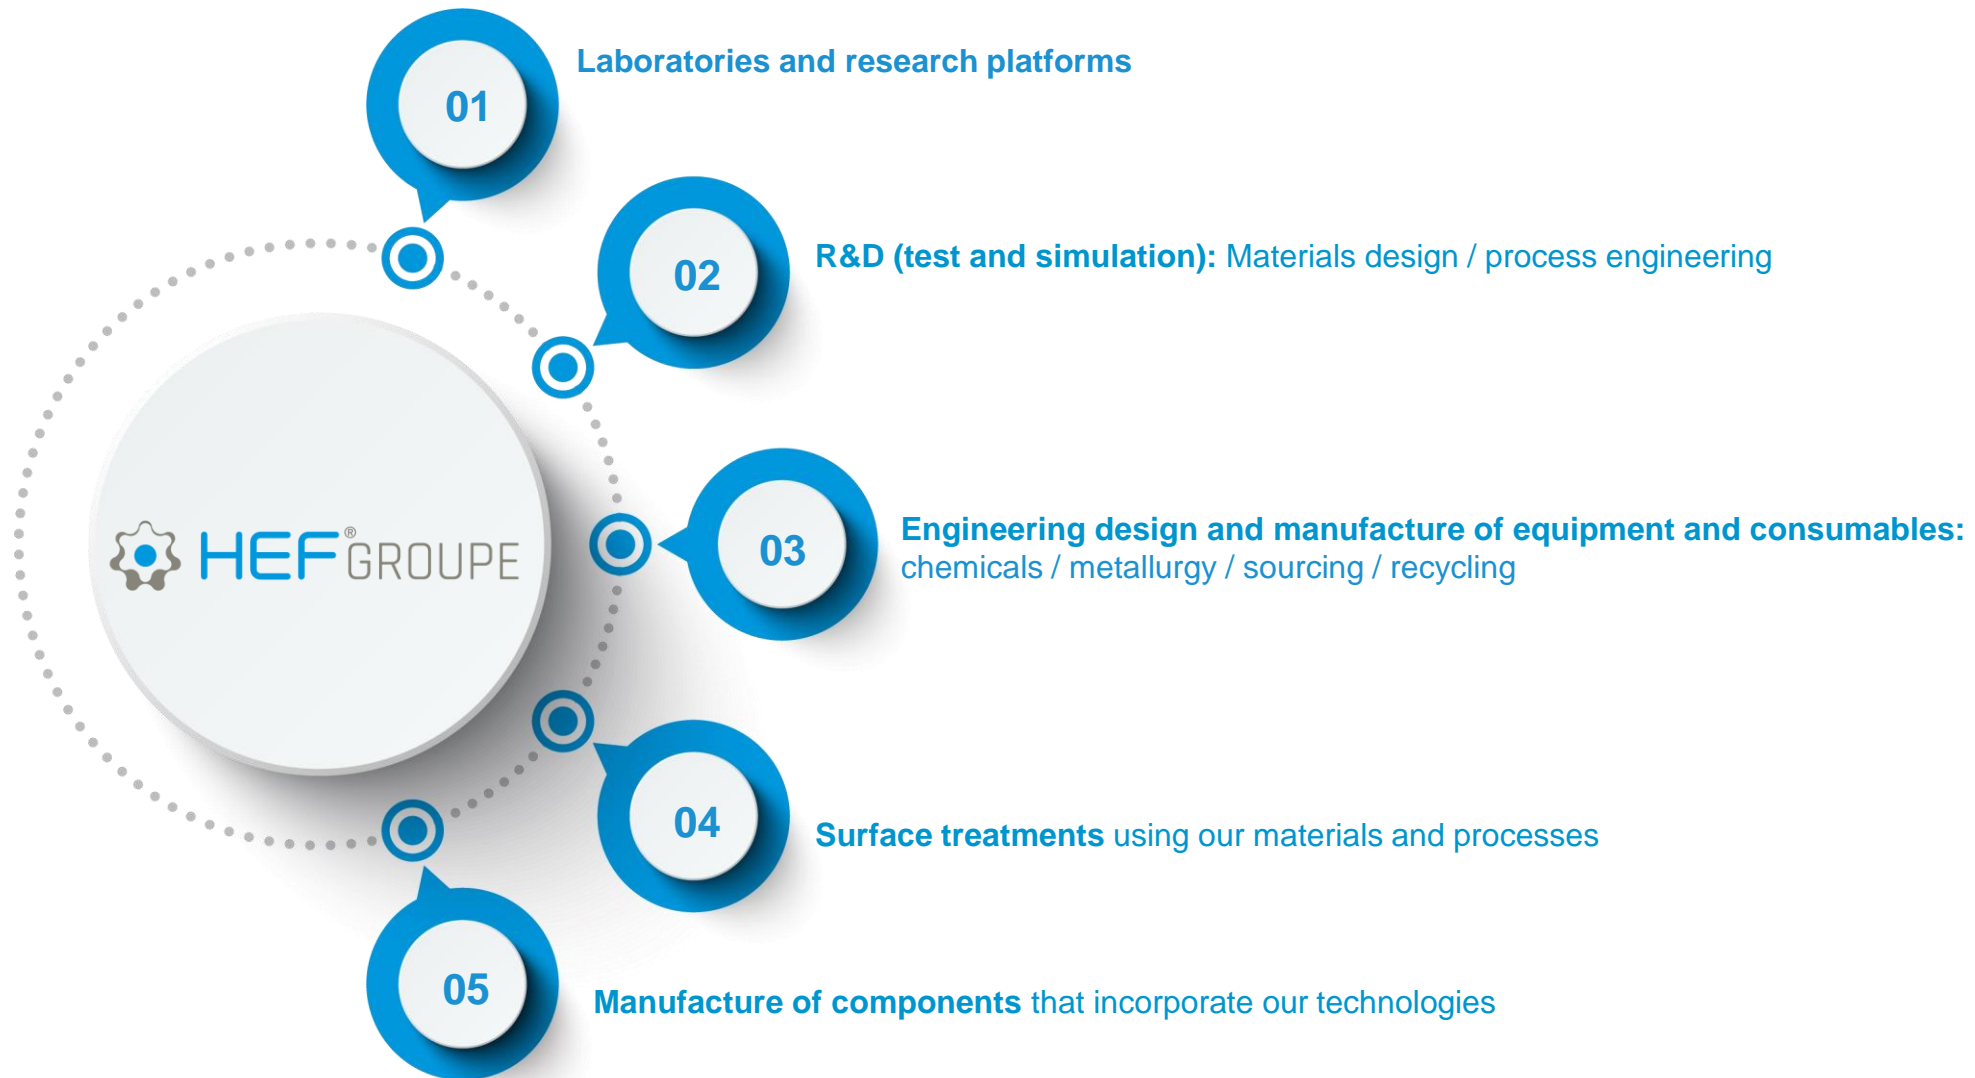 01
Laboratories and research platforms
02
R&D (test and simulation): Materials design / process engineering
HEF® GROUPE
03
Engineering design and manufacture of equipment and consumables:
chemicals / metallurgy / sourcing / recycling
04
Surface treatments using our materials and processes
05
Manufacture of components that incorporate our technologies